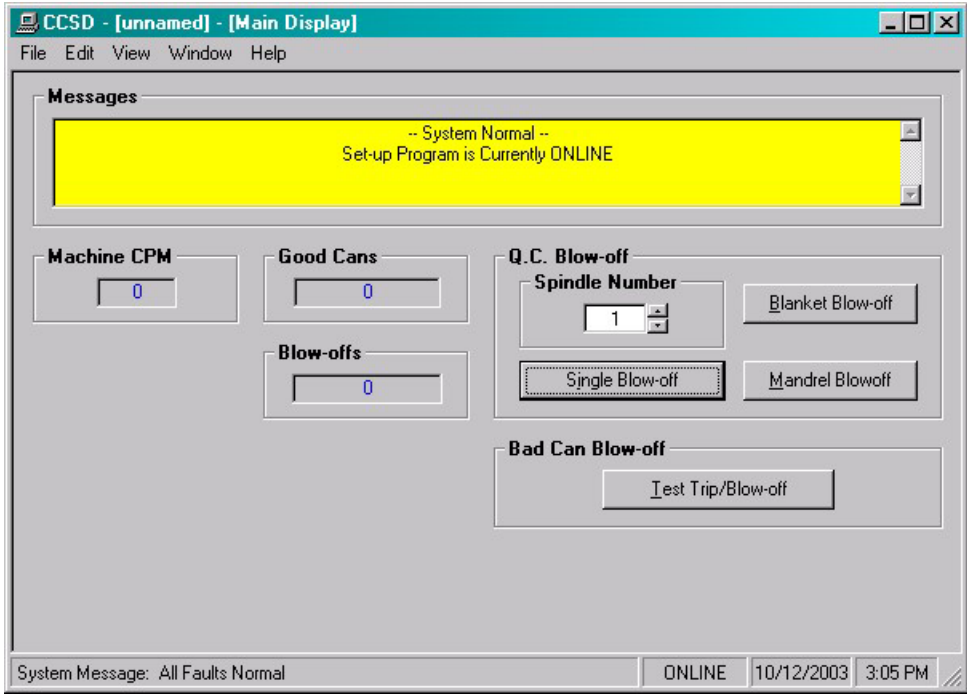 CCSD - [unnamed] - [Main Display]
File Edit View Window Help
Messages
-- System Normal --
Set-up Program is Currently ONLINE
Machine CPM
0
Good Cans
0
Blow-offs
0
Q.C. Blow-off
Spindle Number
1
Blanket Blow-off
Single Blow-off
Mandrel Blowoff
Bad Can Blow-off
Test Trip/Blow-off
System Message: All Faults Normal
ONLINE
10/12/2003
3:05 PM